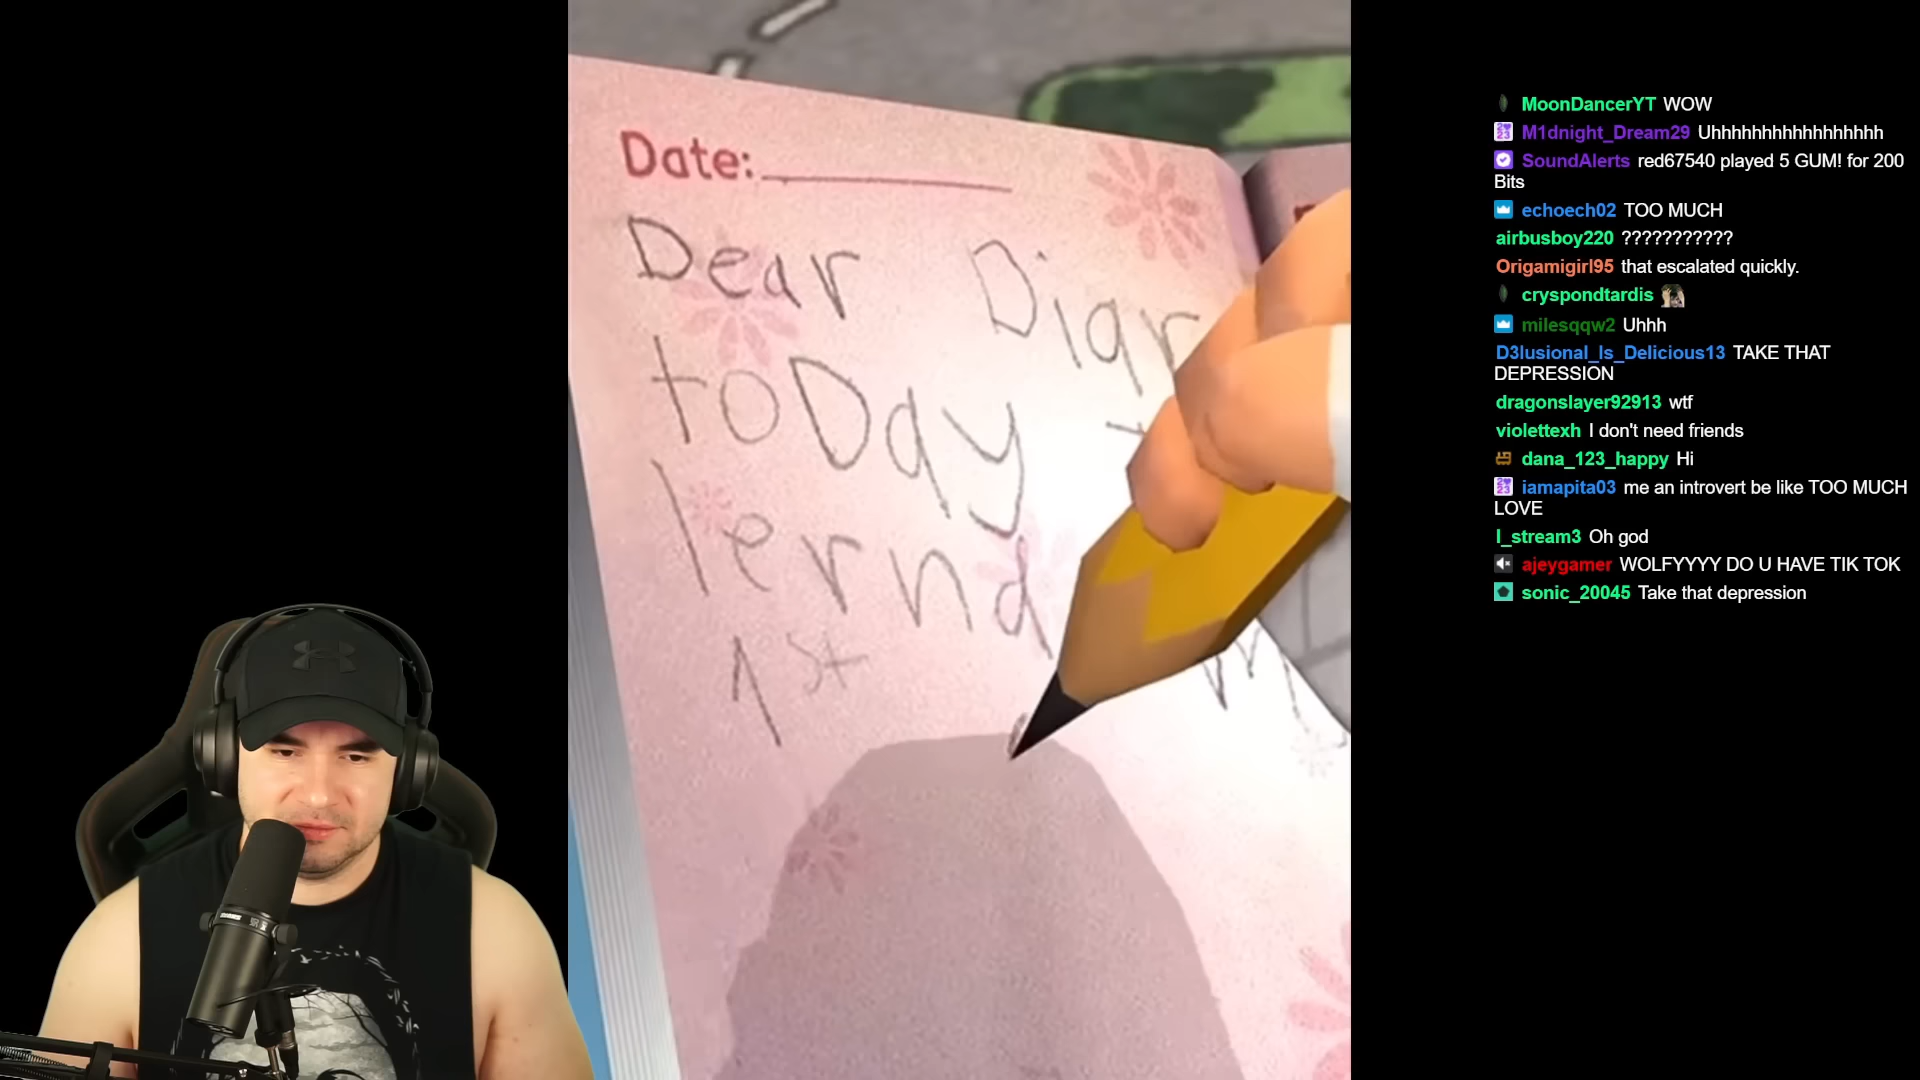 Date:
Dear Diar
toDay
lernd
1st
MoonDancerYT WOW
M1dnight_Dream29 Uhhhhhhhhhhhhhhhhh
SoundAlerts red67540 played 5 GUM! for 200
Bits
echoech02 TOO MUCH
airbusboy220 ???????????
Origamigirl95 that escalated quickly.
cryspondtardis
milesqqw2 Uhhh
D3lusional_Is_Delicious13 TAKE THAT
DEPRESSION
dragonslayer92913 wtf
violettexh I don't need friends
dana_123_happy Hi
iamapita03 me an introvert be like TOO MUCH
LOVE
I_stream3 Oh god
ajeygamer WOLFYYYY DO U HAVE TIK TOK
sonic_20045 Take that depression